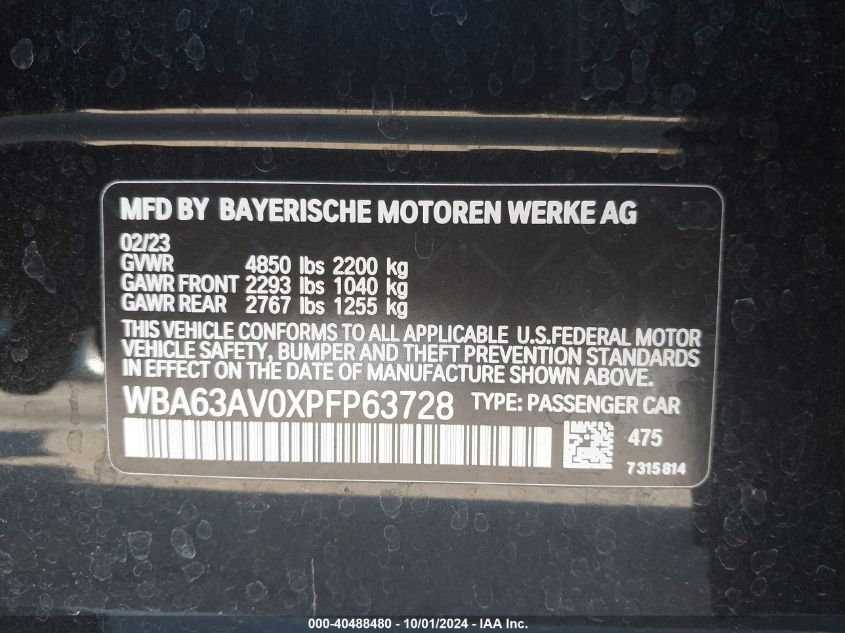 MFD BY BAYERISCHE MOTOREN WERKE AG
02/23
GVWR 4850 lbs 2200 kg
GAWR FRONT 2293 lbs 1040 kg
GAWR REAR 2767 lbs 1255 kg
THIS VEHICLE CONFORMS TO ALL APPLICABLE U.S.FEDERAL MOTOR
VEHICLE SAFETY, BUMPER AND THEFT PREVENTION STANDARDS
IN EFFECT ON THE DATE OF MANUFACTURE SHOWN ABOVE.
WBA63AV0XPFP63728 TYPE: PASSENGER CAR
475
7315814
000-40488480 - 10/01/2024 - IAA Inc.